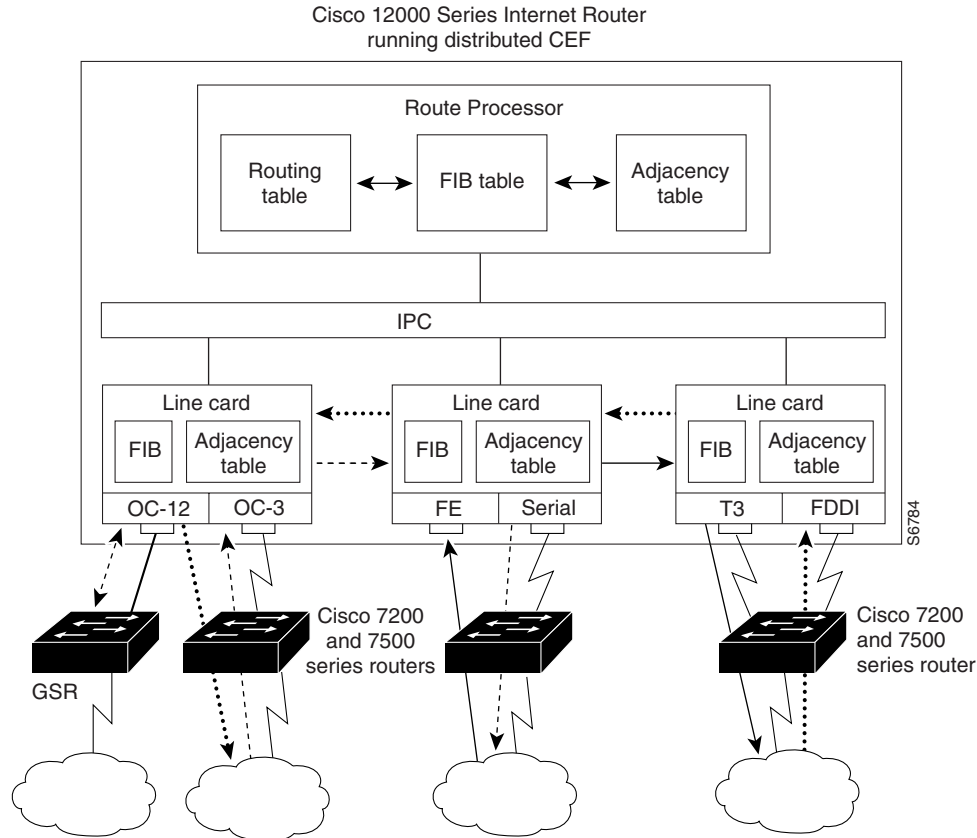 Cisco 12000 Series Internet Router
running distributed CEF
Route Processor
Routing
table
FIB table
Adjacency
table
IPC
Line card
FIB
Adjacency
table
OC-12
OC-3
Line card
FIB
Adjacency
table
FE
Serial
Line card
FIB
Adjacency
table
T3
FDDI
S6784
GSR
Cisco 7200
and 7500
series routers
Cisco 7200
and 7500
series router